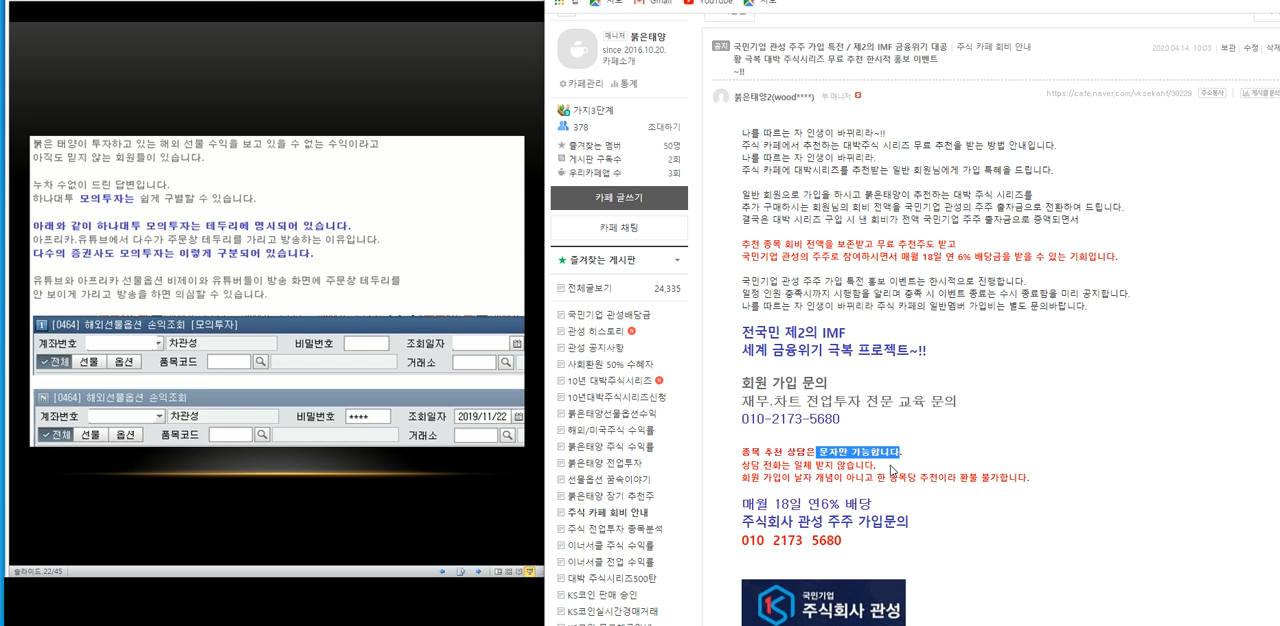 붉은 태양이 투자하고 있는 해외 선물 수익을 보고 있을 수 없는 수익이라고
아직도 믿지 않는 회원들이 있습니다.
누차 수없이 드린 답변입니다.
하나대투 모의투자는 쉽게 구별할 수 있습니다.
아래와 같이 하나대투 모의투자는 테두리에 명시되어 있습니다.
아프리카.유튜브에서 다수가 주문창 테두리를 가리고 방송하는 이유입니다.
다수의 증권사도 모의투자는 이렇게 구분되어 있습니다.
유튜브와 아프리카 선물옵션 비제이와 유튜버들이 방송 화면에 주문창 테두리를
안 보이게 가리고 방송을 하면 의심할 수 있습니다.
[0464] 해외선물옵션 손익조회 [모의투자]
계좌번호 차관성 비밀번호 조회일자
전체 선물 옵션 품목코드 거래소
[0464] 해외선물옵션 손익조회
계좌번호 차관성 비밀번호 **** 조회일자 2019/11/22
전체 선물 옵션 품목코드 거래소
슬라이드 22/45
Gmail
YouTube
지도
매니저 붉은태양
since 2016.10.20.
카페소개
카페관리 통계
가지3단계
378 초대하기
즐겨찾는 멤버 50명
게시판 구독수 2회
우리카페앱 수 3회
카페 글쓰기
카페 채팅
즐겨찾는 게시판
전체글보기 24,335
국민기업 관성배당금
관성 히스토리
관성 공지사항
사회환원 50% 수혜자
10년 대박주식시리즈
10년대박주식시리즈신청
붉은태양선물옵션수익
해외/미국주식 수익률
붉은태양 주식 수익률
붉은태양 전업투자
선물옵션 꿈속이야기
붉은태양 장기 추천주
주식 카페 회비 안내
주식 전업투자 종목분석
이너서클 주식 수익률
이너서클 전업 수익률
대박 주식시리즈500탄
KS코인 판매 승인
KS코인실시간경매거래
공지 국민기업 관성 주주 가입 특전 / 제2의 IMF 금융위기 대공 | 주식 카페 회비 안내
황 극복 대박 주식시리즈 무료 추천 한시적 홍보 이벤트
~!!
2020.04.14. 10:03 보관 수정 삭제
붉은태양2(wood****) 부매니저
https://cafe.naver.com/vksekahf/30229 주소복사
나를 따르는 자 인생이 바뀌리라~!!
주식 카페에서 추천하는 대박주식 시리즈 무료 추천을 받는 방법 안내입니다.
나를 따르는 자 인생이 바뀌리라.
주식 카페에 대박시리즈를 추천받는 일반 회원님에게 가입 특혜를 드립니다.
일반 회원으로 가입을 하시고 붉은태양이 추천하는 대박 주식 시리즈를
추가 구매하시는 회원님의 회비 전액을 국민기업 관성의 주주 출자금으로 전환하여 드립니다.
결국은 대박 시리즈 구입 시 낸 회비가 전액 국민기업 주주 출자금으로 증액되면서
추천 종목 회비 전액을 보존받고 무료 추천주도 받고
국민기업 관성의 주주로 참여하시면서 매월 18일 연 6% 배당금을 받을 수 있는 기회입니다.
국민기업 관성 주주 가입 특전 홍보 이벤트는 한시적으로 진행합니다.
일정 인원 충족시까지 시행함을 알리며 충족 시 이벤트 종료는 수시 종료함을 미리 공지합니다.
나를 따르는 자 인생이 바뀌리라 주식 카페의 일반멤버 가입비는 별도 문의바랍니다.
전국민 제2의 IMF
세계 금융위기 극복 프로젝트~!!
회원 가입 문의
재무.차트 전업투자 전문 교육 문의
010-2173-5680
종목 추천 상담은 문자만 가능합니다.
상담 전화는 일체 받지 않습니다.
회원 가입이 날자 개념이 아니고 한 종목당 추천이라 환불 불가합니다.
매월 18일 연6% 배당
주식회사 관성 주주 가입문의
010 2173 5680
국민기업
주식회사 관성